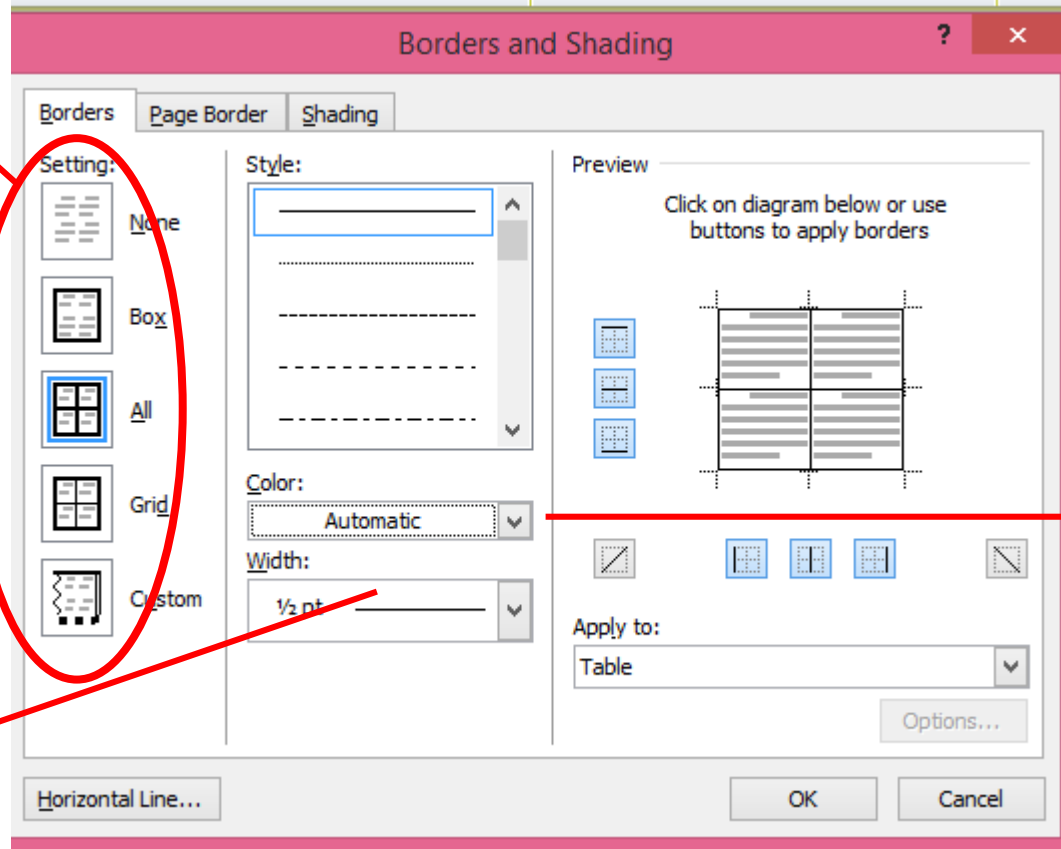 Borders and Shading
?
×
Borders
Page Border
Shading
Setting:
None
Box
All
Grid
Custom
Style:
Color:
Automatic
Width:
½ pt
Preview
Click on diagram below or use
buttons to apply borders
Apply to:
Table
Options...
Horizontal Line...
OK
Cancel